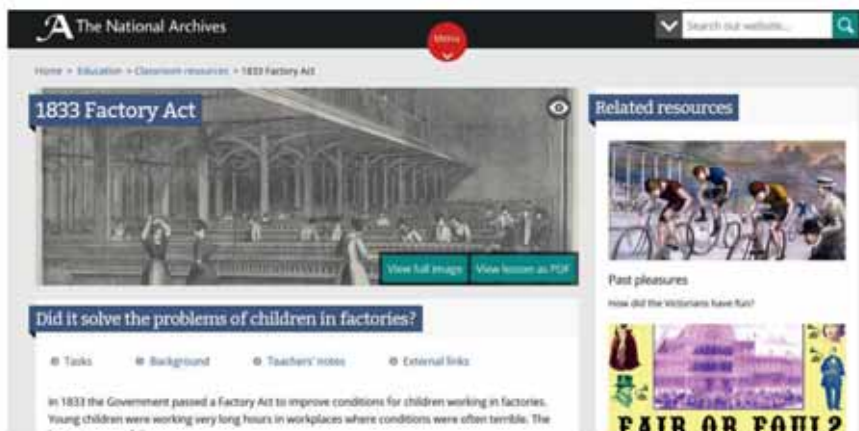 The National Archives
Menu
Search our website...
Home > Education > Classroom resources > 1833 Factory Act
1833 Factory Act
View full image
View lesson as PDF
Did it solve the problems of children in factories?
Tasks
Background
Teachers' notes
External links
In 1833 the Government passed a Factory Act to improve conditions for children working in factories.
Young children were working very long hours in workplaces where conditions were often terrible. The
Related resources
Past pleasures
How did the Victorians have fun?
FAIR OR FOUL?